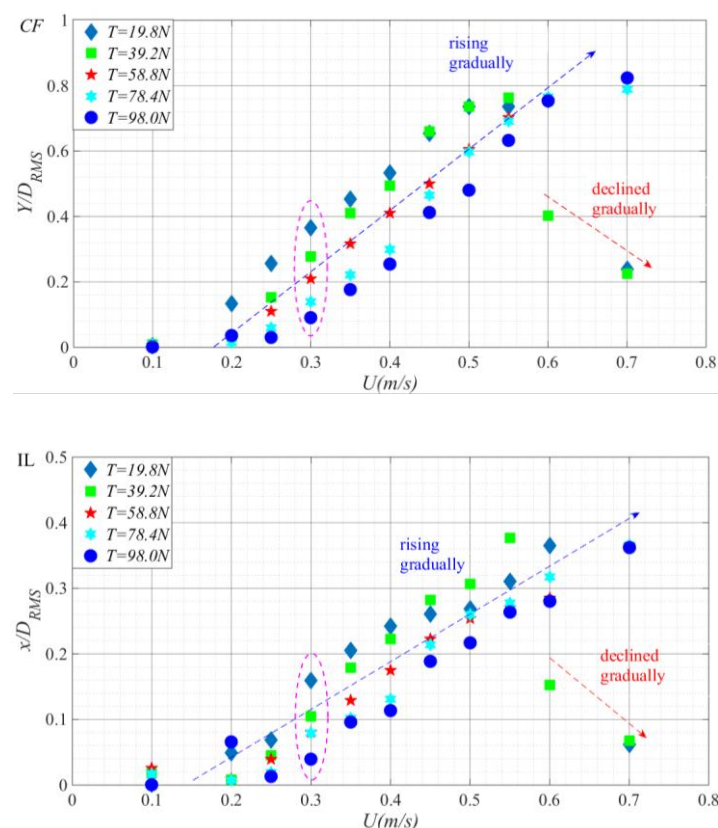 CF
T=19.8N
T=39.2N
T=58.8N
T=78.4N
T=98.0N
rising
gradually
declined
gradually
Y/D_RMS
1
0.8
0.6
0.4
0.2
0
0
0.1
0.2
0.3
0.4
0.5
0.6
0.7
0.8
U(m/s)
IL
T=19.8N
T=39.2N
T=58.8N
T=78.4N
T=98.0N
rising
gradually
declined
gradually
x/D_RMS
0.5
0.4
0.3
0.2
0.1
0
0
0.1
0.2
0.3
0.4
0.5
0.6
0.7
0.8
U(m/s)